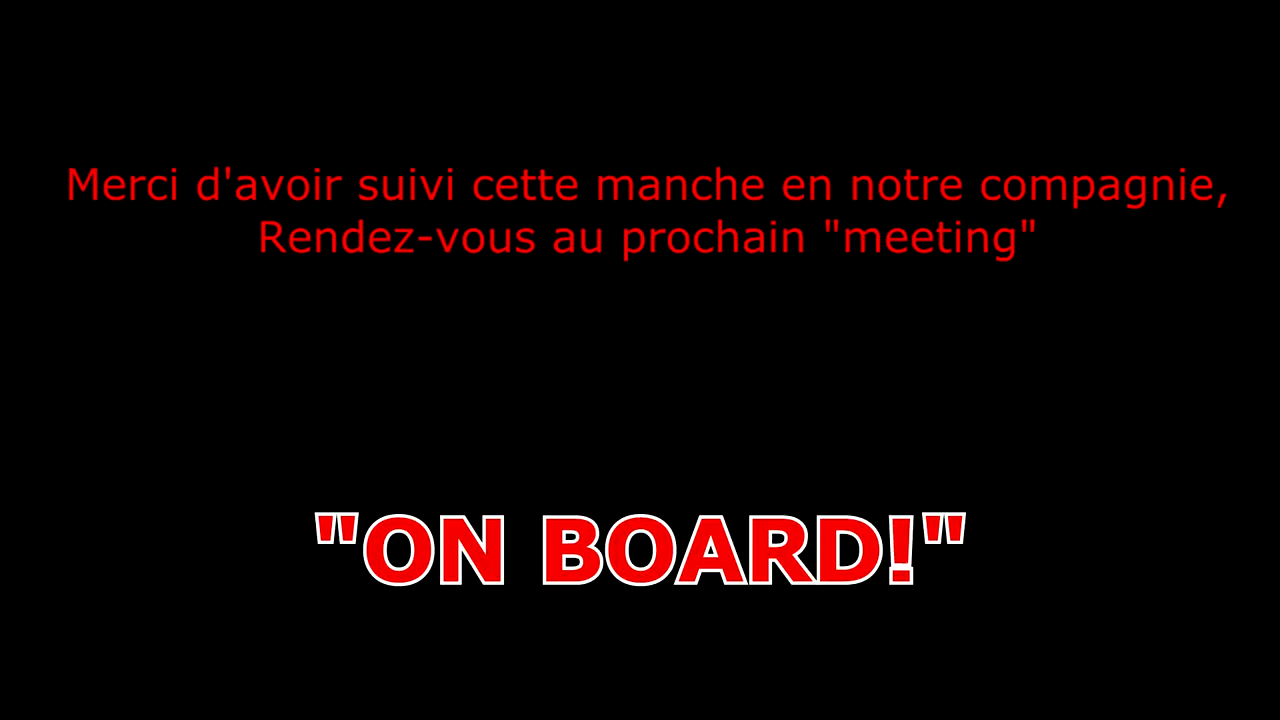 Merci d'avoir suivi cette manche en notre compagnie,
Rendez-vous au prochain "meeting"
"ON BOARD!"